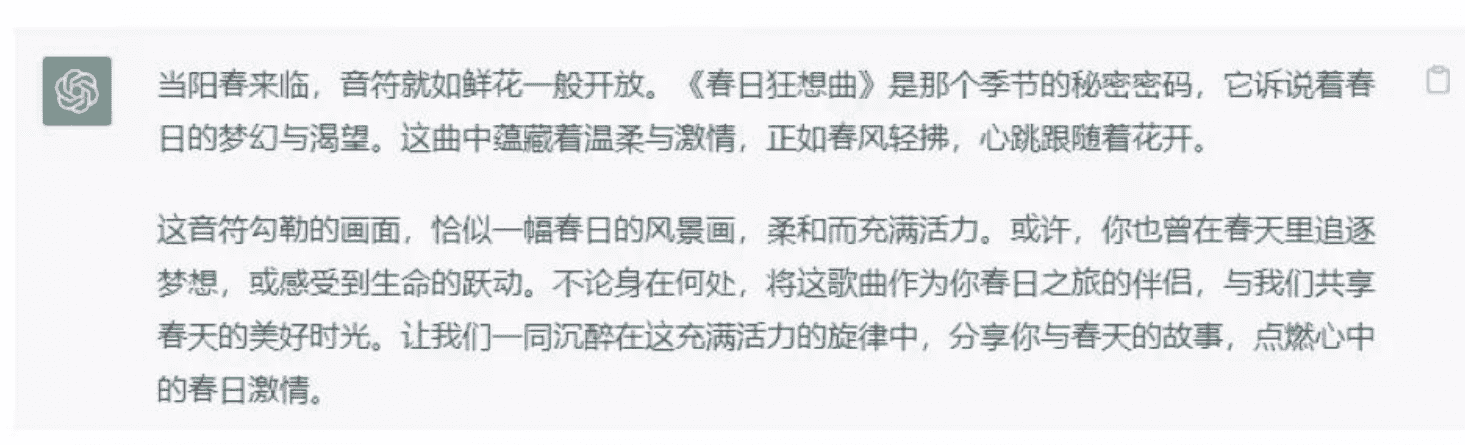 当阳春来临，音符就如鲜花一般开放。《春日狂想曲》是那个季节的秘密密码，它诉说着春
日的梦幻与渴望。这曲中蕴藏着温柔与激情，正如春风轻拂，心跳跟随着花开。
这音符勾勒的画面，恰似一幅春日的风景画，柔和而充满活力。或许，你也曾在春天里追逐
梦想，或感受到生命的跃动。不论身在何处，将这歌曲作为你春日之旅的伴侣，与我们共享
春天的美好时光。让我们一同沉醉在这充满活力的旋律中，分享你与春天的故事，点燃心中
的春日激情。